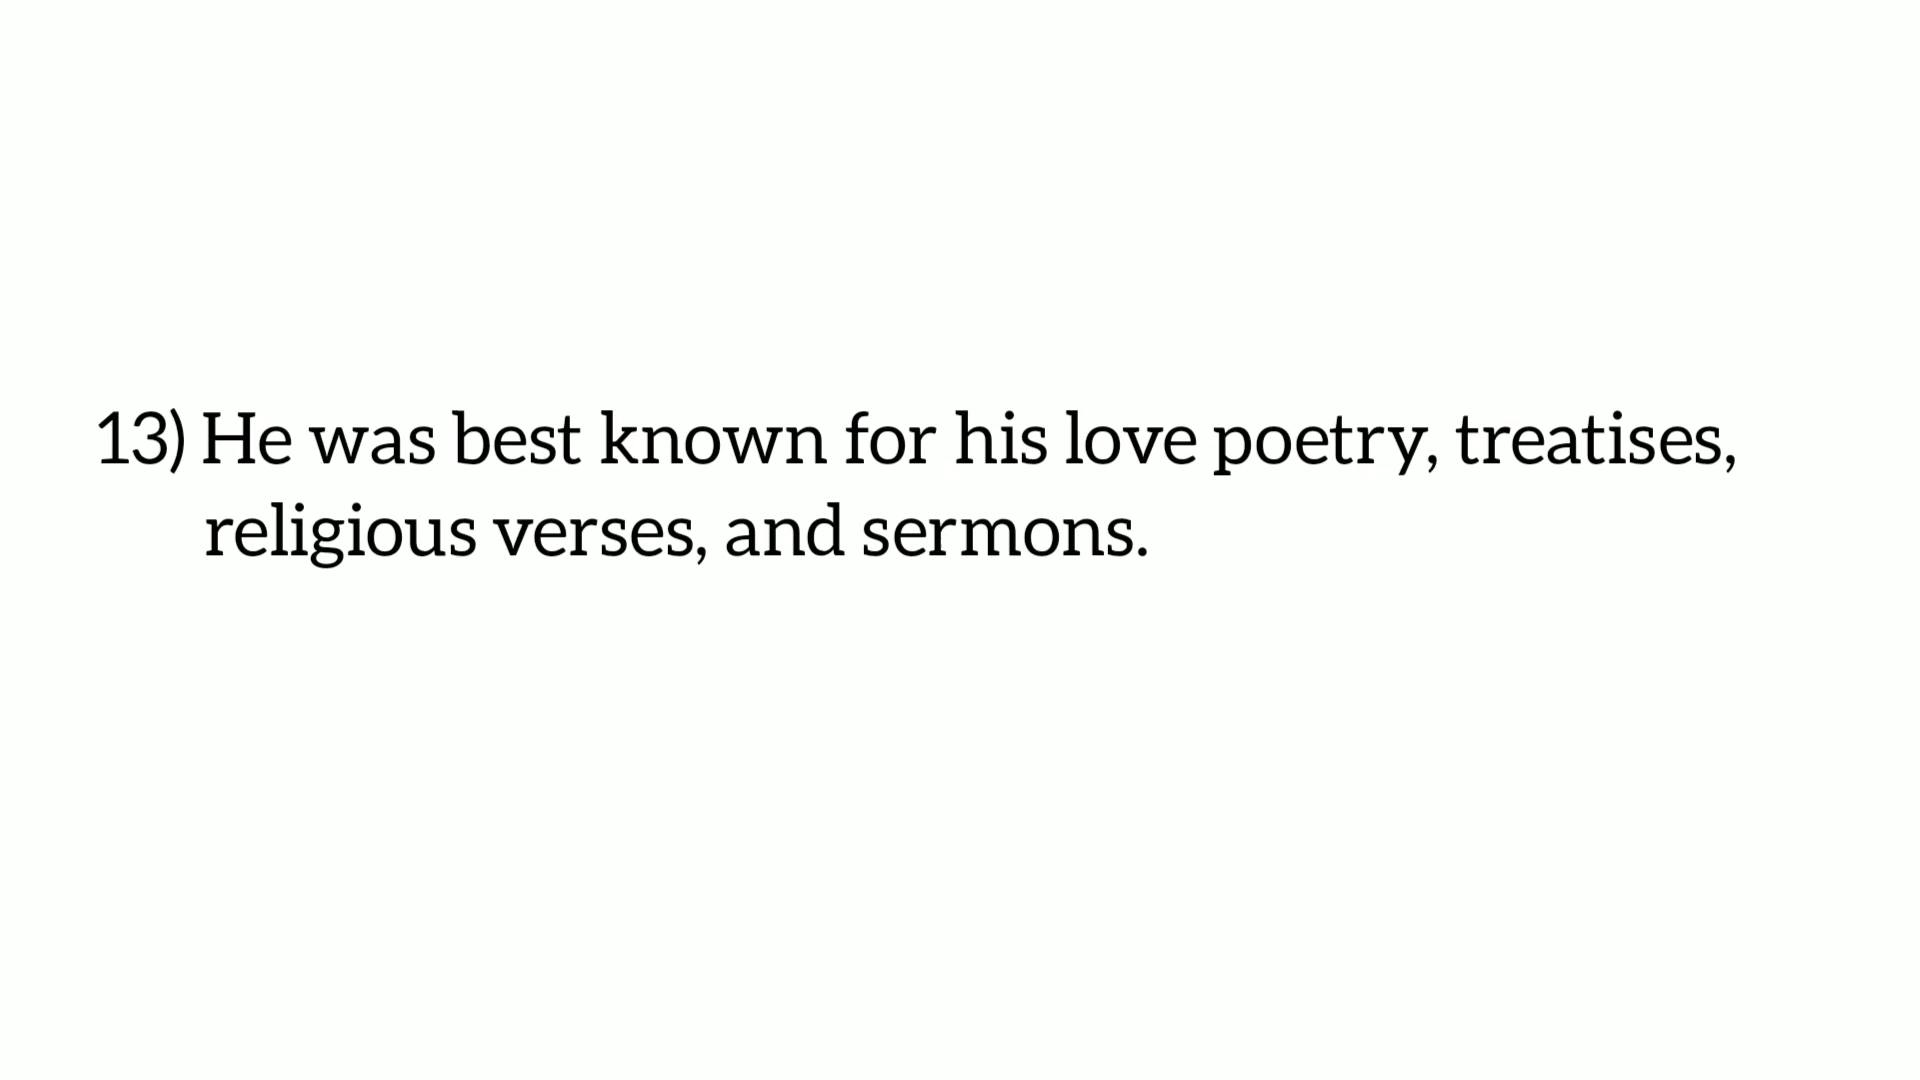 13) He was best known for his love poetry, treatises,
religious verses, and sermons.